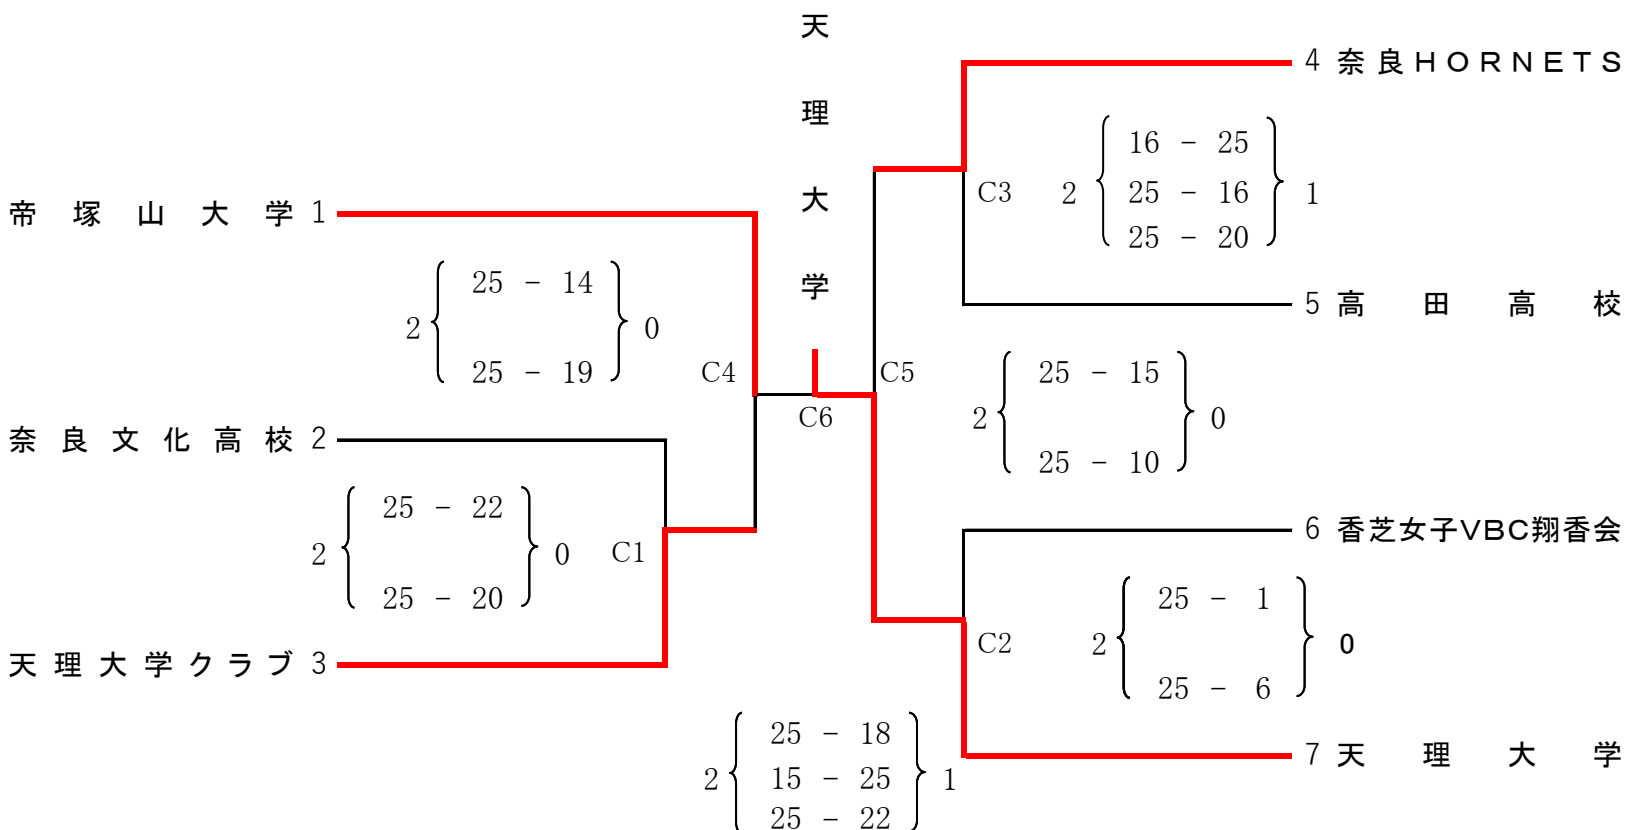 天理大学
帝塚山大学 1
25 - 14
2 0
25 - 19
C4
奈良文化高校 2
25 - 22
2 0
C1
25 - 20
天理大学クラブ 3
4 奈良HORNETS
16 - 25
C3 2 25 - 16 1
25 - 20
5 高田高校
C5
25 - 15
2 0
25 - 10
C6
6 香芝女子VBC翔香会
25 - 1
C2 2 0
25 - 6
7 天理大学
25 - 18
2 15 - 25 1
25 - 22